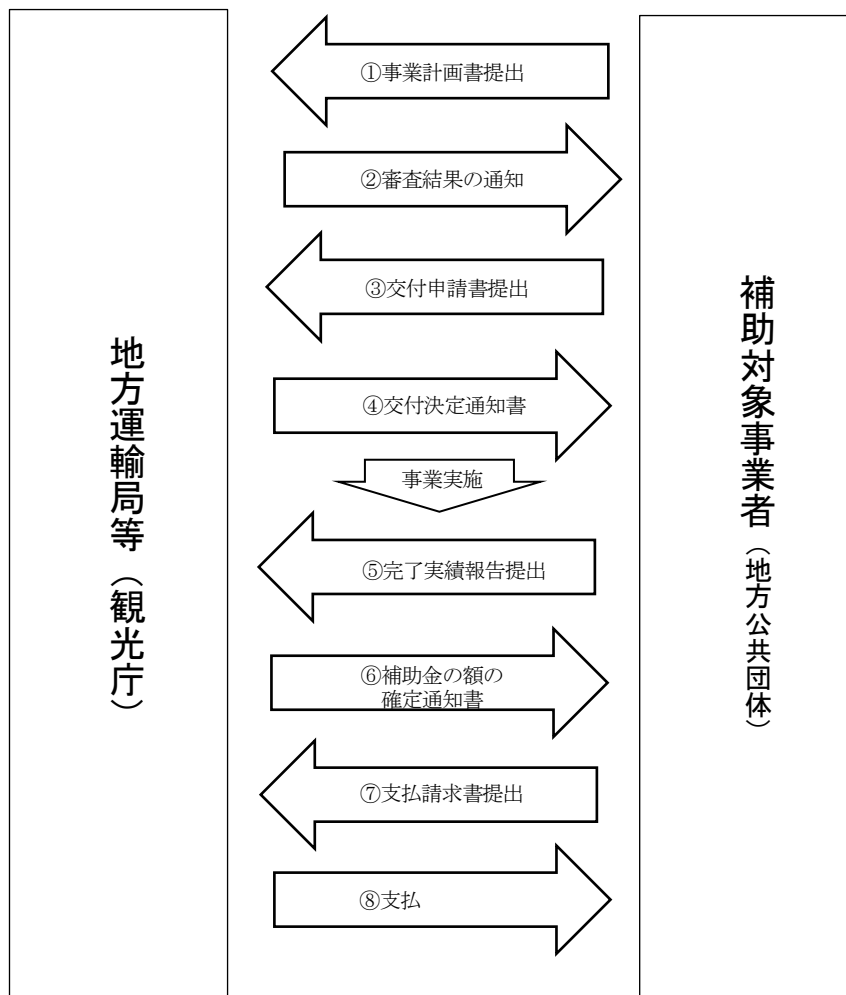 地方運輸局等（観光庁）
①事業計画書提出
②審査結果の通知
③交付申請書提出
④交付決定通知書
事業実施
⑤完了実績報告提出
⑥補助金の額の
確定通知書
⑦支払請求書提出
⑧支払
補助対象事業者（地方公共団体）